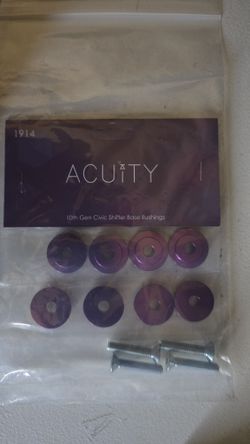 1914
ACUITY
10th Gen Civic Shifter Base Bushings